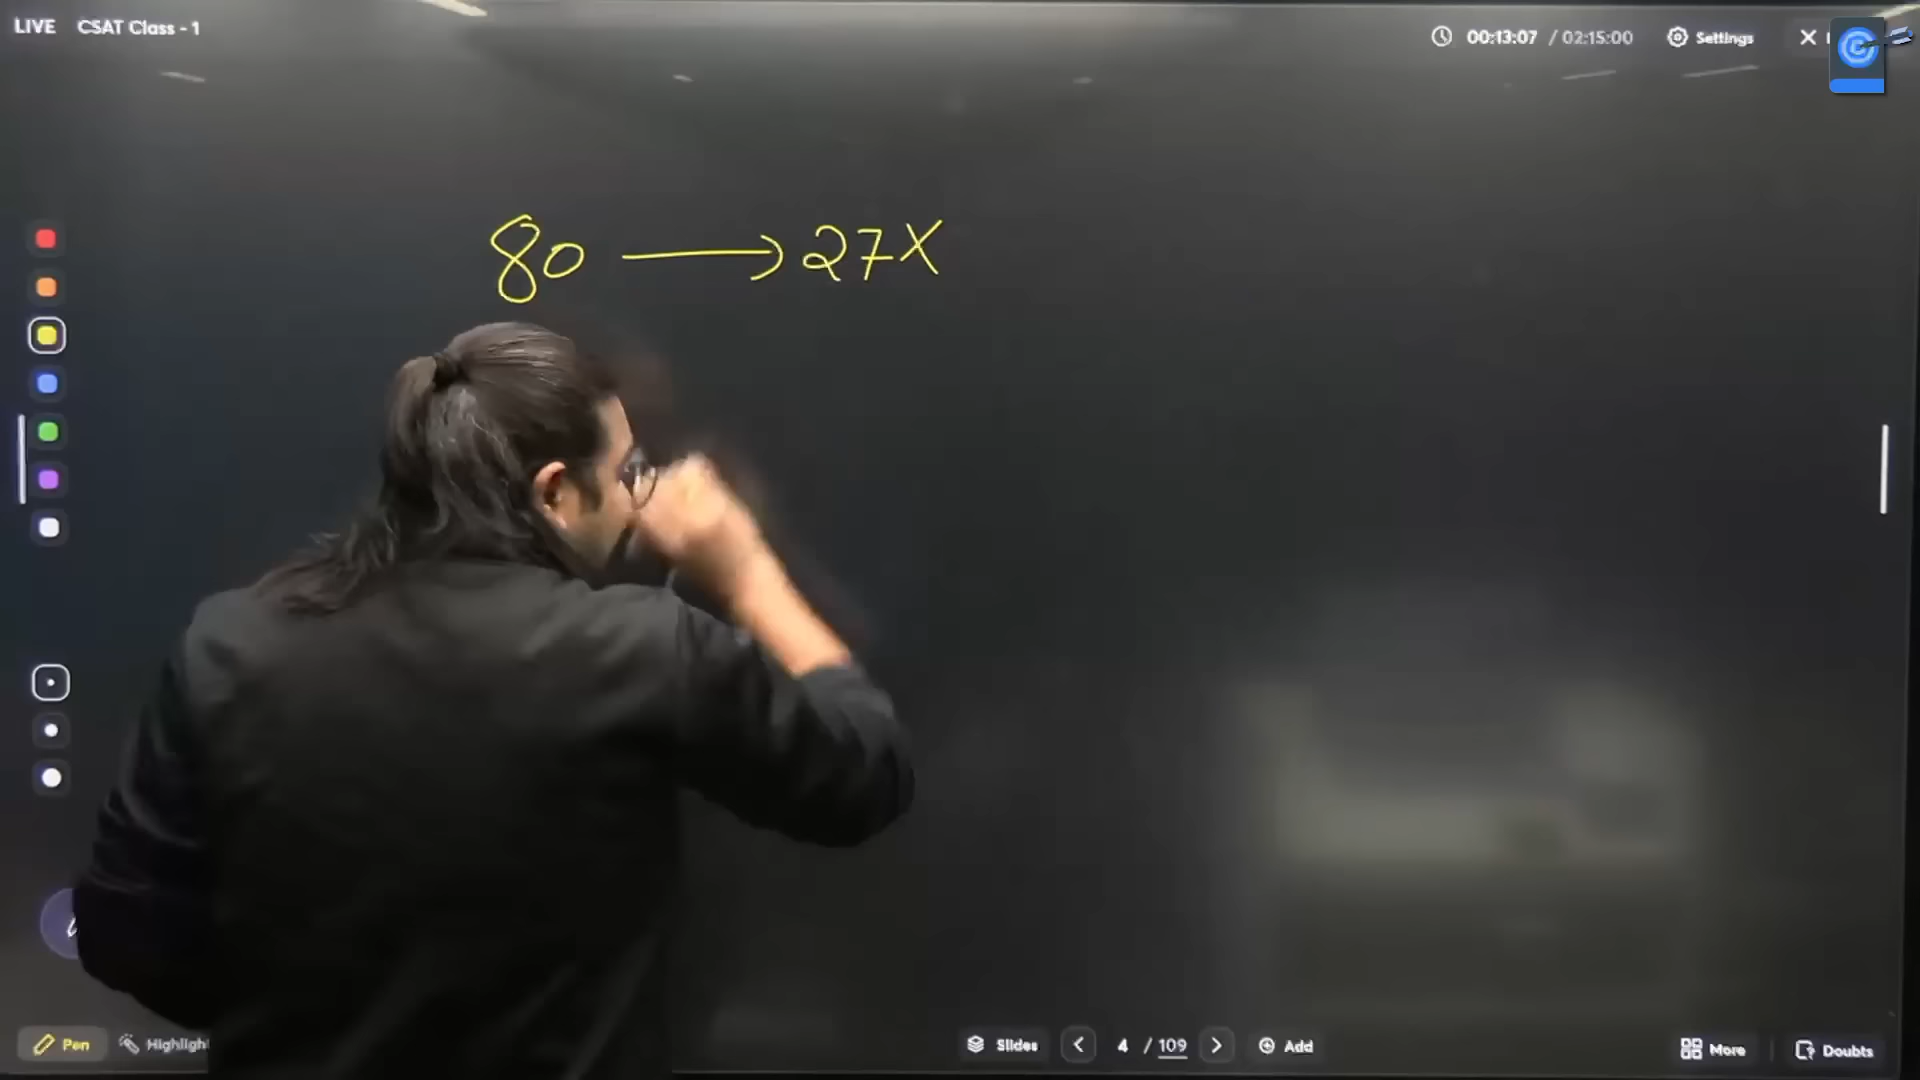 LIVE CSAT Class - 1
00:13:07 / 02:15:00 Settings
80 → 27X
Pen Highligh Slides 4 / 109 Add More Doubts